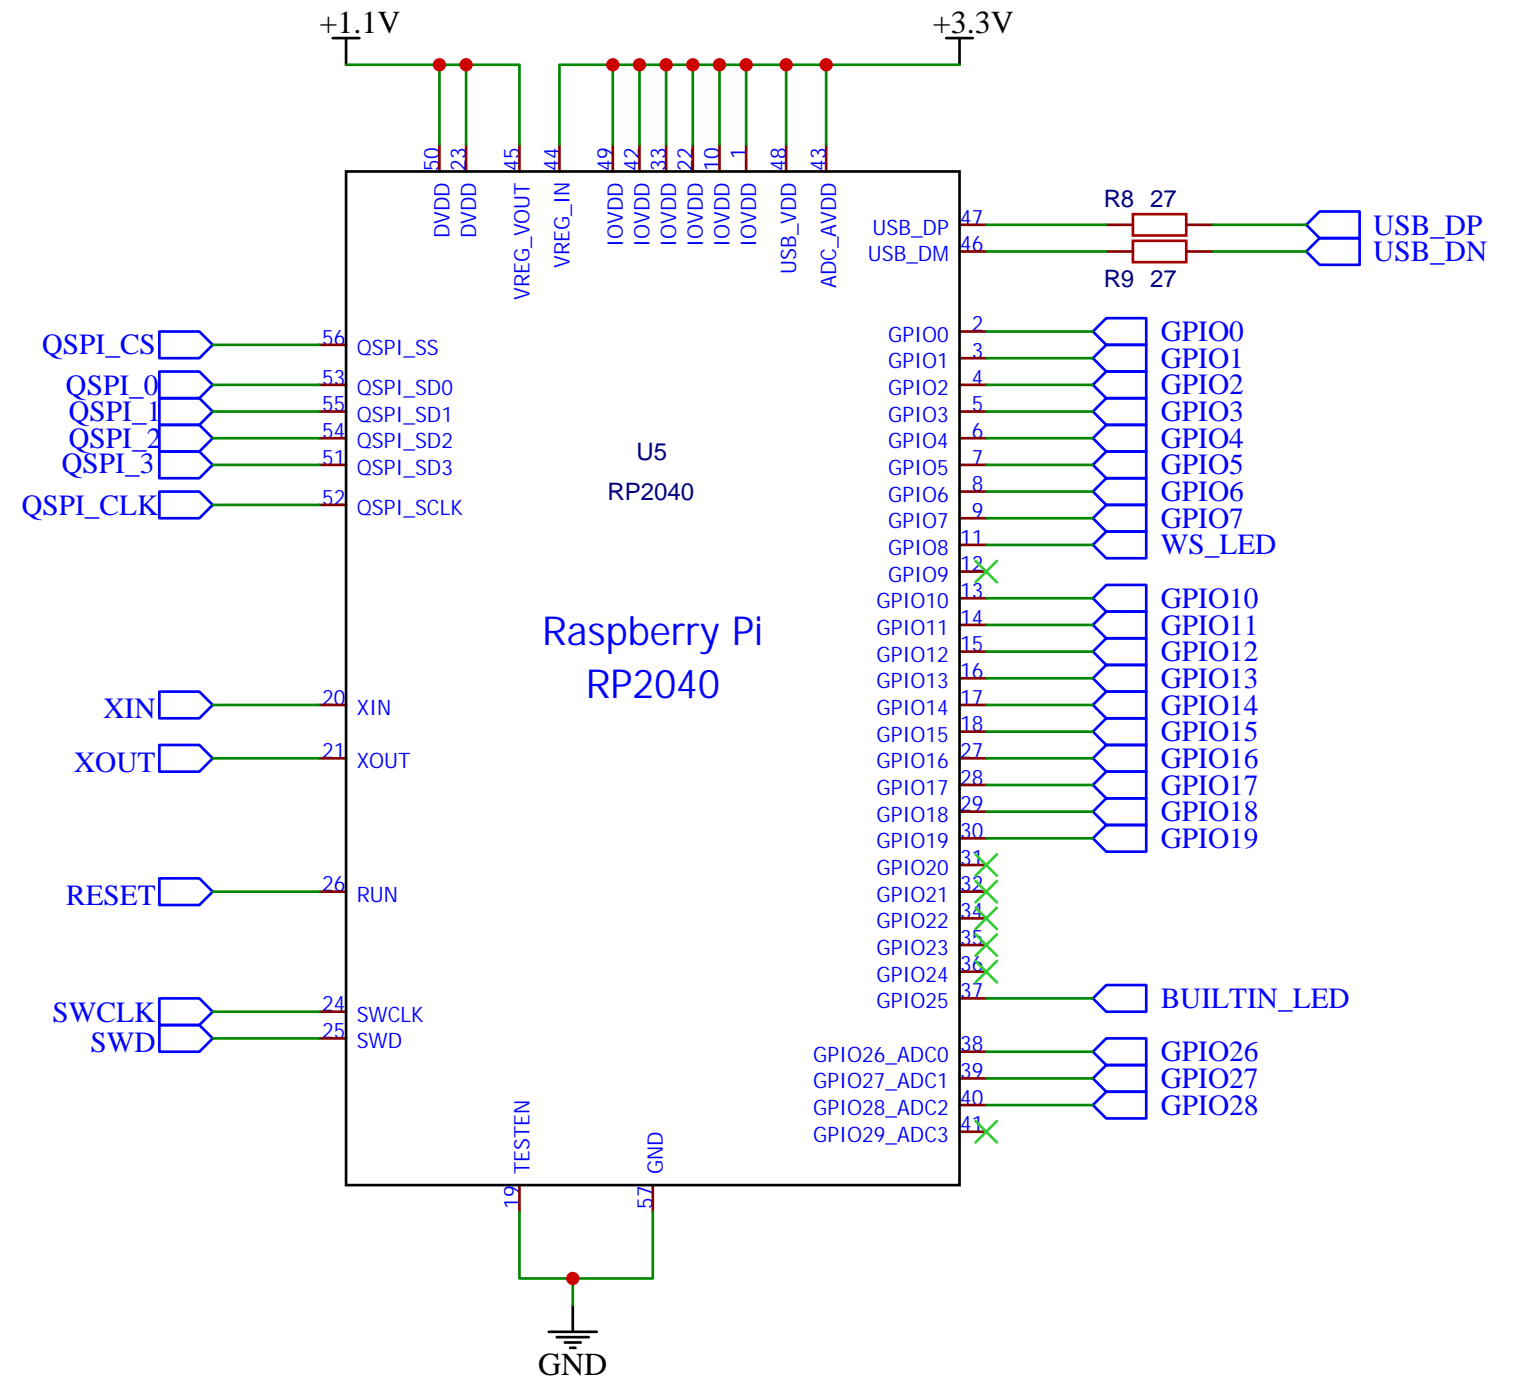 +1.1V
+3.3V
50
23
45
44
49
42
33
22
10
1
48
43
DVDD
DVDD
VREG_VOUT
VREG_IN
IOVDD
IOVDD
IOVDD
IOVDD
IOVDD
IOVDD
USB_VDD
ADC_AVDD
R8 27
USB_DP 47 USB_DP
USB_DM 46 USB_DN
R9 27
QSPI_CS 56 QSPI_SS
QSPI_0 53 QSPI_SD0
QSPI_1 55 QSPI_SD1
QSPI_2 54 QSPI_SD2
QSPI_3 51 QSPI_SD3
QSPI_CLK 52 QSPI_SCLK
XIN 20 XIN
XOUT 21 XOUT
RESET 26 RUN
SWCLK 24 SWCLK
SWD 25 SWD
U5
RP2040
Raspberry Pi
RP2040
GPIO0 2 GPIO0
GPIO1 3 GPIO1
GPIO2 4 GPIO2
GPIO3 5 GPIO3
GPIO4 6 GPIO4
GPIO5 7 GPIO5
GPIO6 8 GPIO6
GPIO7 9 GPIO7
GPIO8 11 WS_LED
GPIO9 12
GPIO10 13 GPIO10
GPIO11 14 GPIO11
GPIO12 15 GPIO12
GPIO13 16 GPIO13
GPIO14 17 GPIO14
GPIO15 18 GPIO15
GPIO16 27 GPIO16
GPIO17 28 GPIO17
GPIO18 29 GPIO18
GPIO19 30 GPIO19
GPIO20 31
GPIO21 32
GPIO22 34
GPIO23 35
GPIO24 36
GPIO25 37 BUILTIN_LED
GPIO26_ADC0 38 GPIO26
GPIO27_ADC1 39 GPIO27
GPIO28_ADC2 40 GPIO28
GPIO29_ADC3 41
TESTEN
GND
19
57
GND